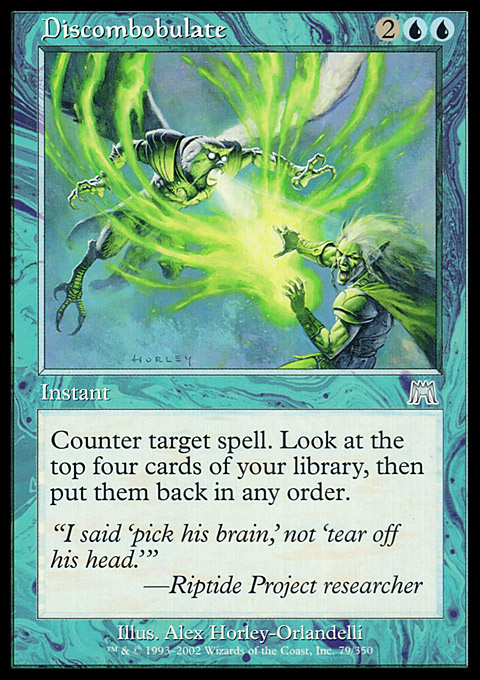 Discombobulate 2
HORLEY
Instant
Counter target spell. Look at the
top four cards of your library, then
put them back in any order.
“I said ‘pick his brain,’ not ‘tear off
his head.’”
—Riptide Project researcher
Illus. Alex Horley-Orlandelli
™ & © 1993–2002 Wizards of the Coast, Inc. 79/350